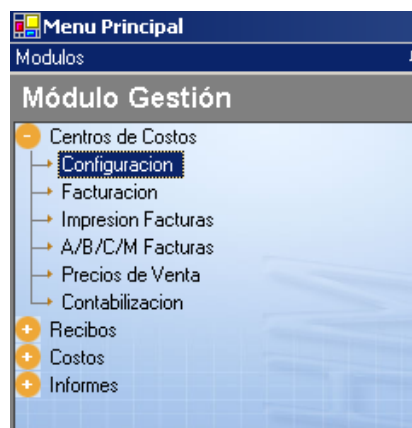 Menu Principal
Modulos
Módulo Gestión
Centros de Costos
Configuracion
Facturacion
Impresion Facturas
A/B/C/M Facturas
Precios de Venta
Contabilizacion
Recibos
Costos
Informes